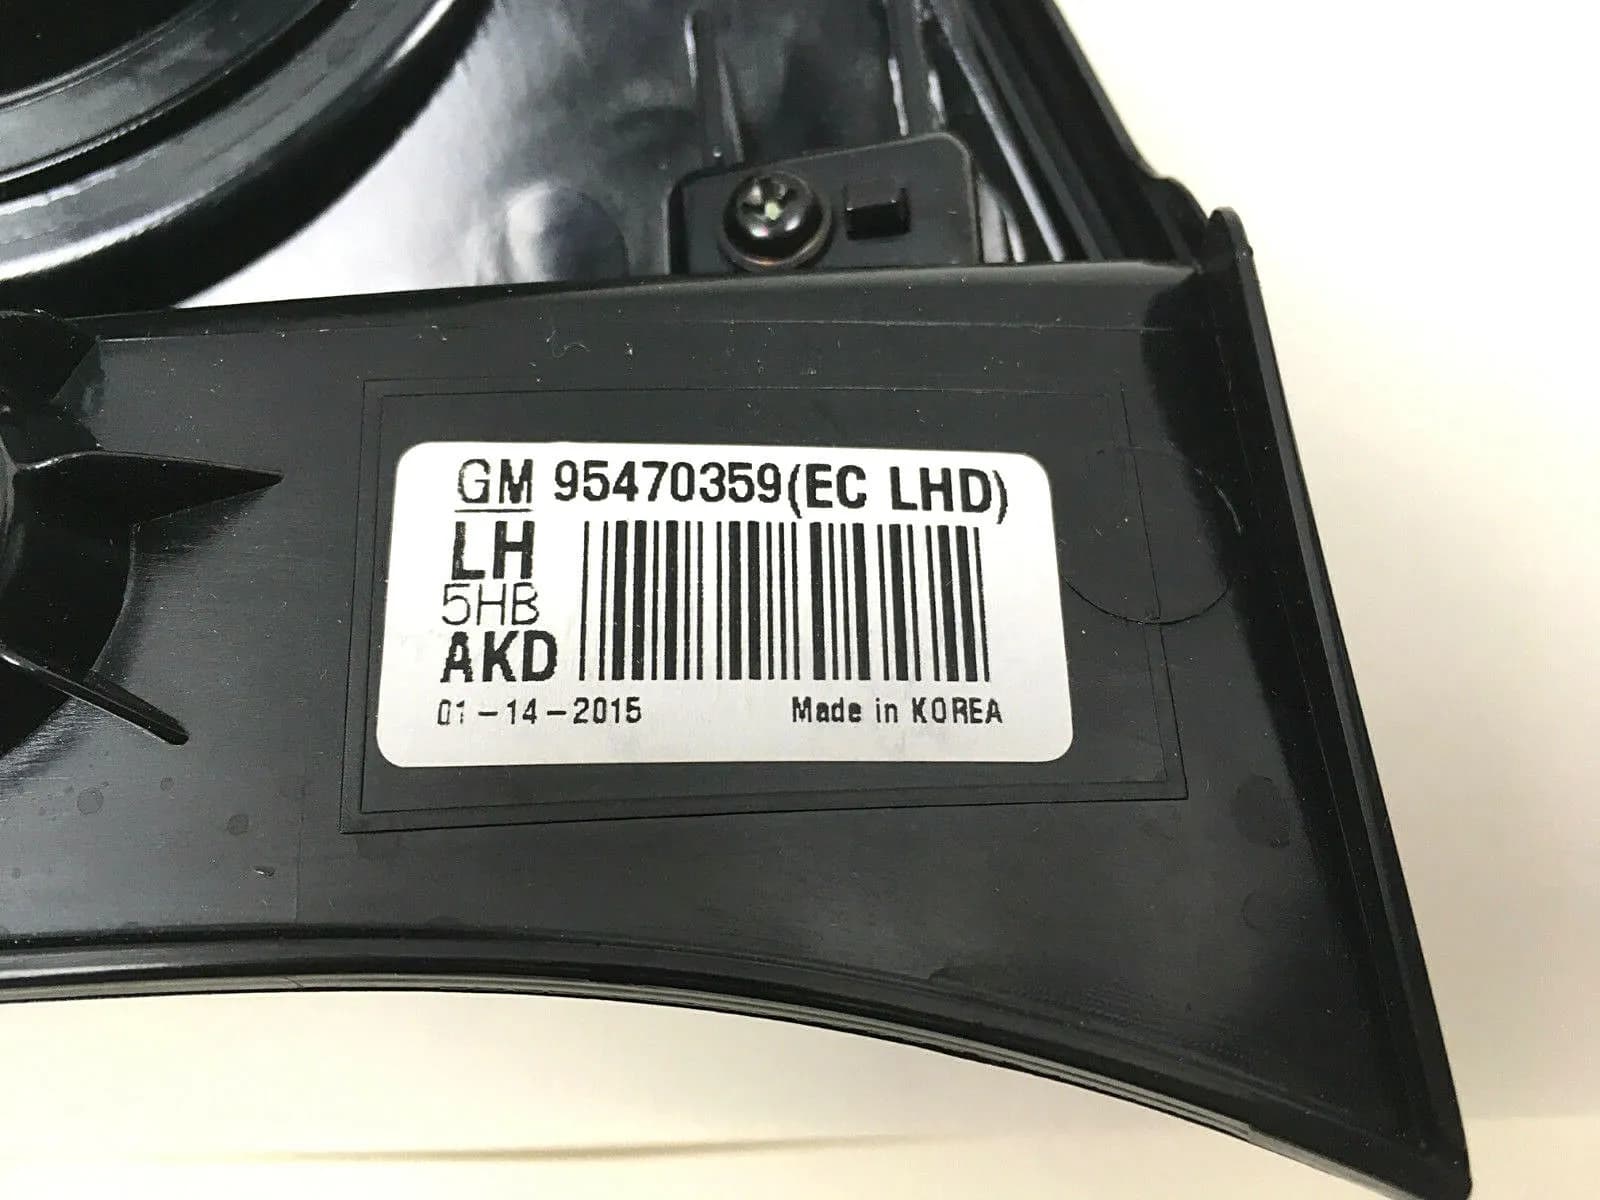 GM 95470359(EC LHD)
LH
5HB
AKD
01-14-2015 Made in KOREA